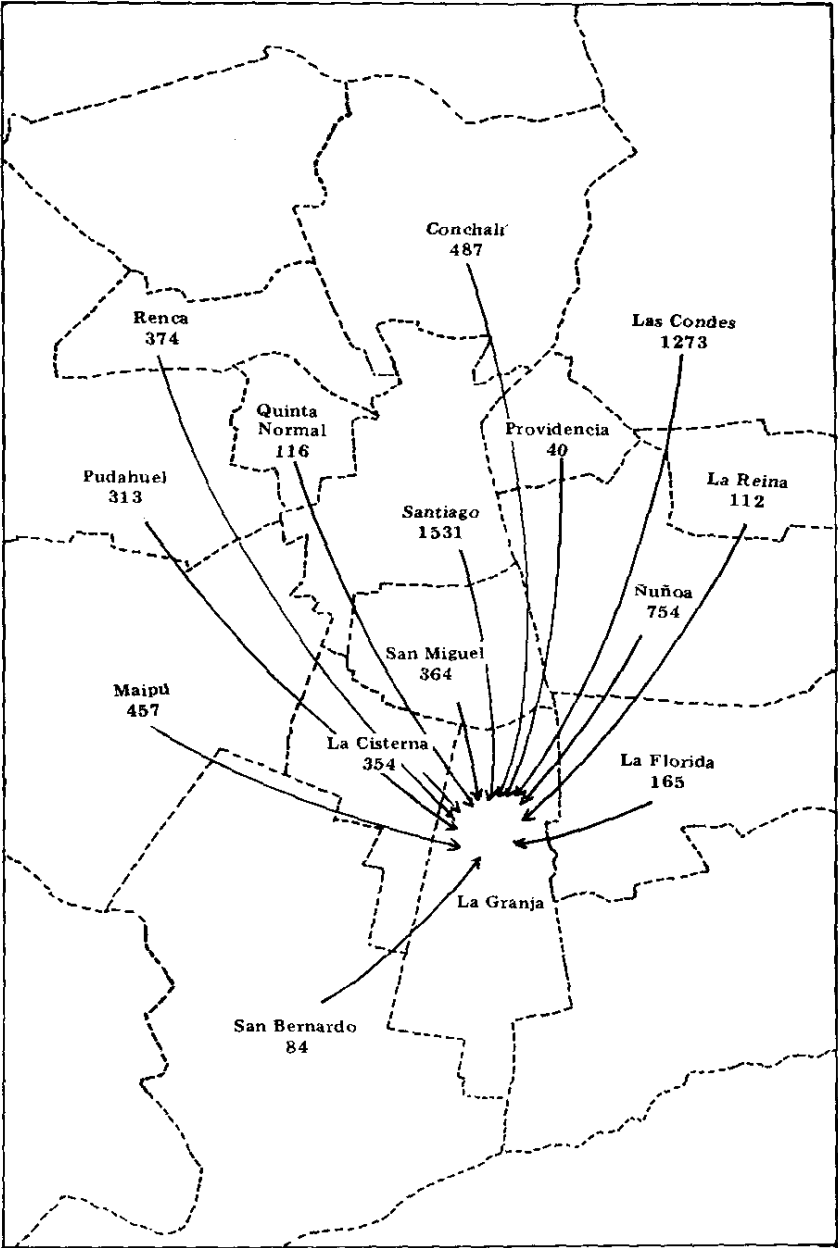 Conchalí
487
Renca
374
Las Condes
1273
Quinta
Normal
116
Providencia
40
Pudahuel
313
La Reina
112
Santiago
1531
Ñuñoa
754
San Miguel
364
Maipú
457
La Cisterna
354
La Florida
165
La Granja
San Bernardo
84